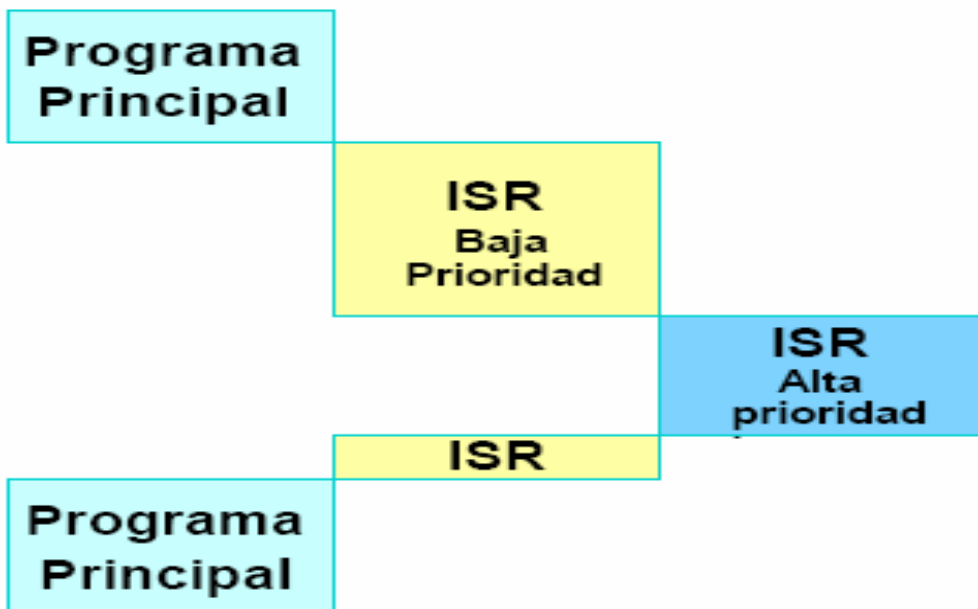 Programa
Principal
ISR
Baja
Prioridad
ISR
Alta
prioridad
ISR
Programa
Principal